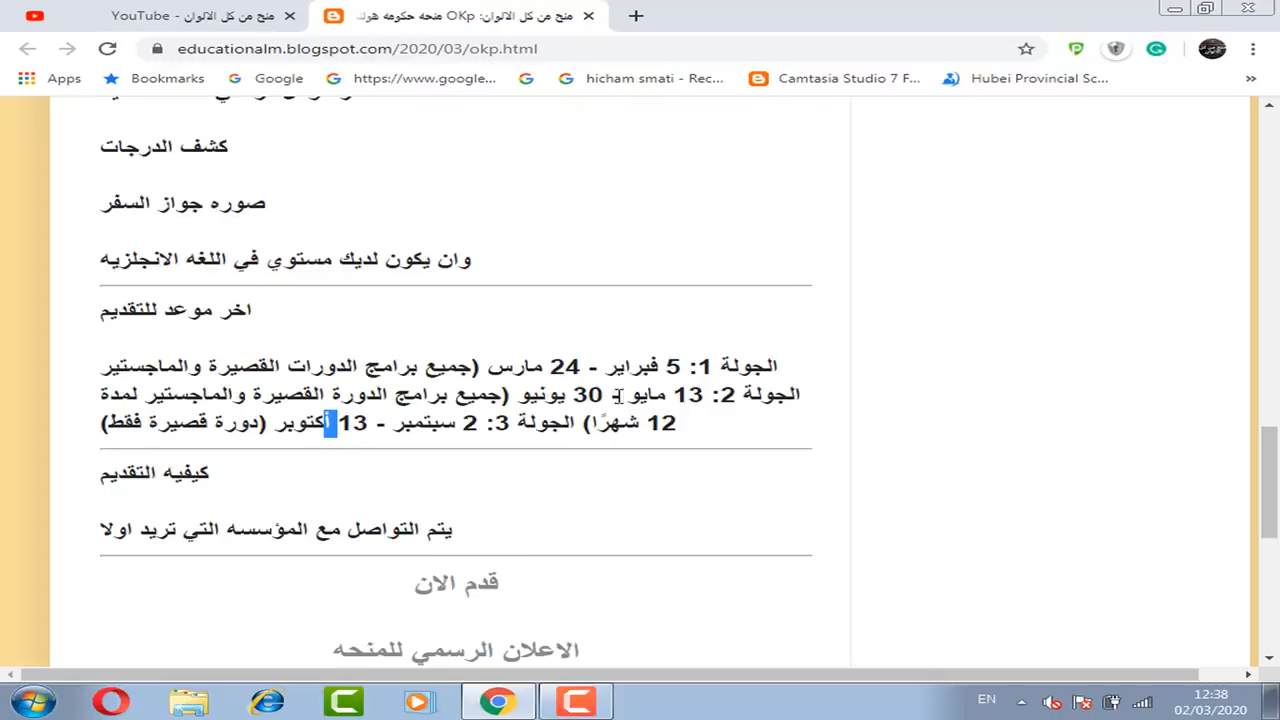 منح من كل الالوان - YouTube
منح من كل الالوان: OKp منحه حكومه هولند
educationalm.blogspot.com/2020/03/okp.html
Apps
Bookmarks
Google
https://www.google...
hicham smati - Rec...
Camtasia Studio 7 F...
Hubei Provincial Sc...
»
كشف الدرجات
صوره جواز السفر
وان يكون لديك مستوي في اللغه الانجلزيه
اخر موعد للتقديم
الجولة 1: 5 فبراير - 24 مارس (جميع برامج الدورات القصيرة والماجستير
الجولة 2: 13 مايو - 30 يونيو (جميع برامج الدورة القصيرة والماجستير لمدة
12 شهرًا) الجولة 3: 2 سبتمبر - 13 أكتوبر (دورة قصيرة فقط)
كيفيه التقديم
يتم التواصل مع المؤسسه التي تريد اولا
قدم الان
الاعلان الرسمي للمنحه
EN
12:38
02/03/2020